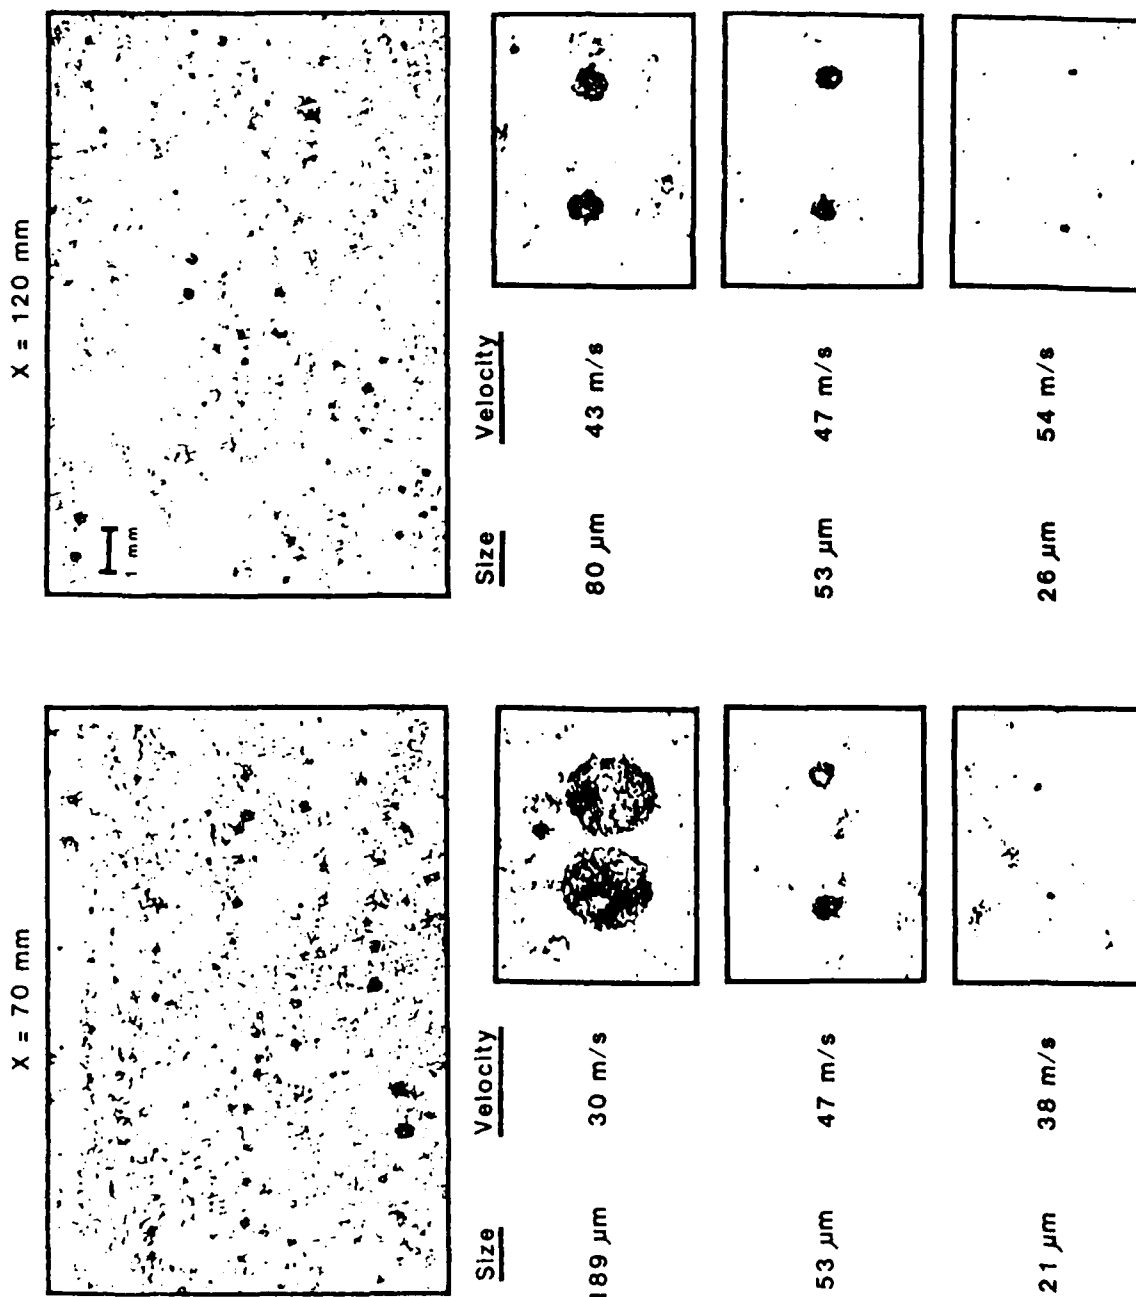 X = 70 mm
X = 120 mm
1 mm
Size Velocity
189 µm 30 m/s
53 µm 47 m/s
21 µm 38 m/s
Size Velocity
80 µm 43 m/s
53 µm 47 m/s
26 µm 54 m/s